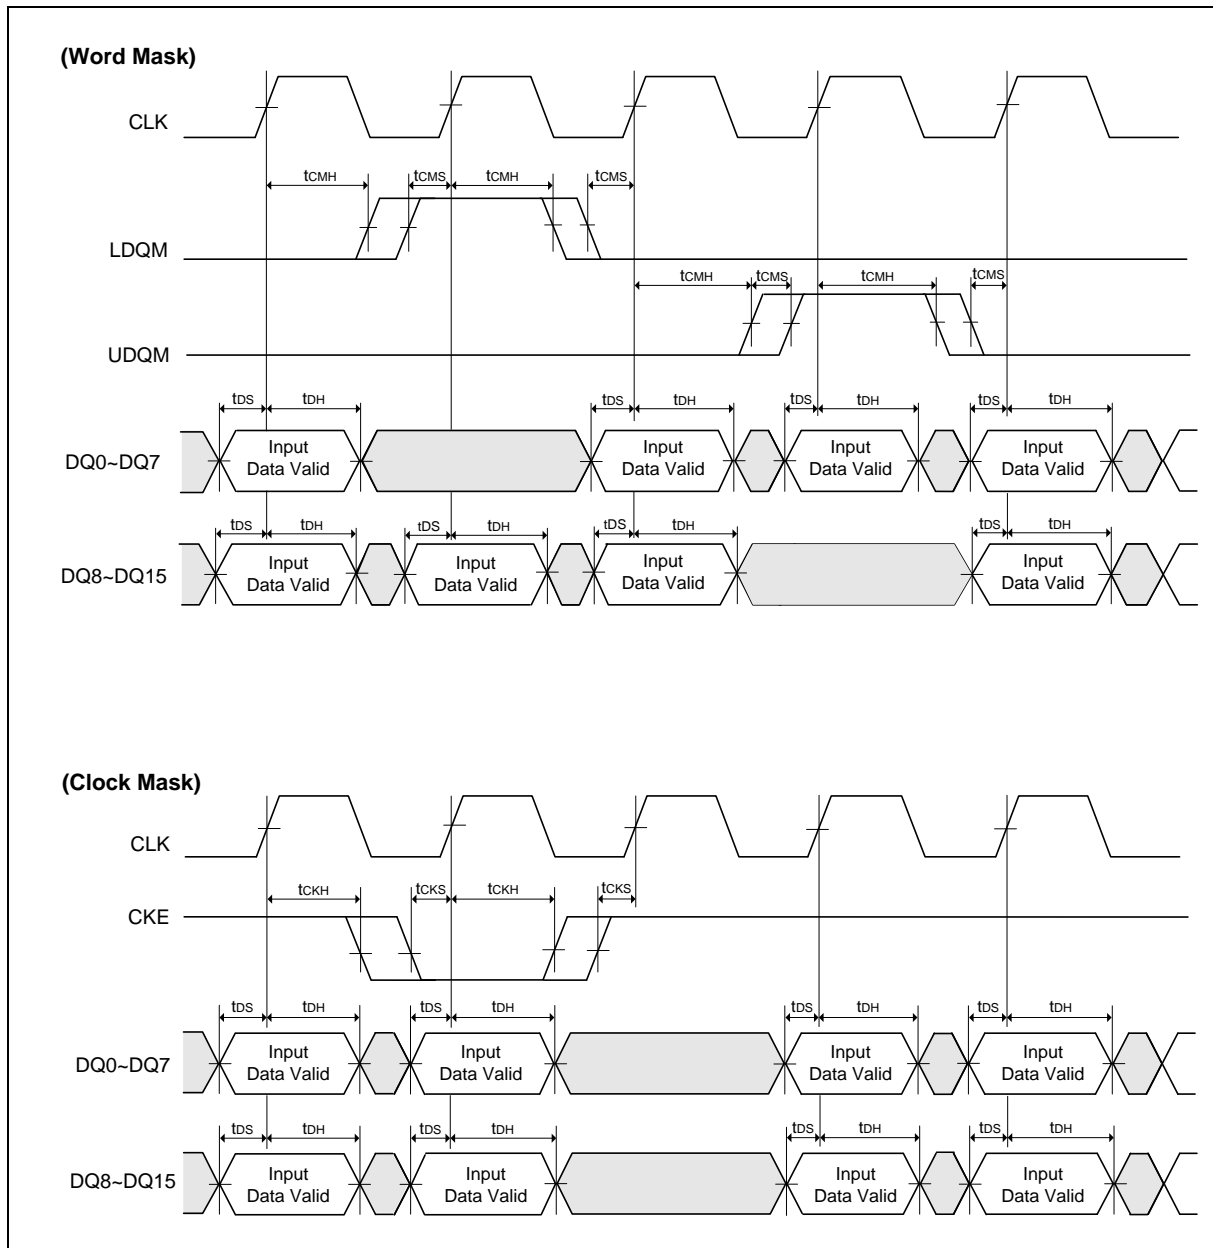 (Word Mask)
CLK
tCMH tCMS tCMH tCMS
LDQM
tCMH tCMS tCMH tCMS
UDQM
tDS tDH tDS tDH tDS tDH tDS tDH
DQ0~DQ7
Input Data Valid
Input Data Valid
Input Data Valid
Input Data Valid
tDS tDH tDS tDH tDS tDH tDS tDH
DQ8~DQ15
Input Data Valid
Input Data Valid
Input Data Valid
Input Data Valid
(Clock Mask)
CLK
tCKH tCKS tCKH tCKS
CKE
tDS tDH tDS tDH tDS tDH tDS tDH
DQ0~DQ7
Input Data Valid
Input Data Valid
Input Data Valid
Input Data Valid
tDS tDH tDS tDH tDS tDH tDS tDH
DQ8~DQ15
Input Data Valid
Input Data Valid
Input Data Valid
Input Data Valid